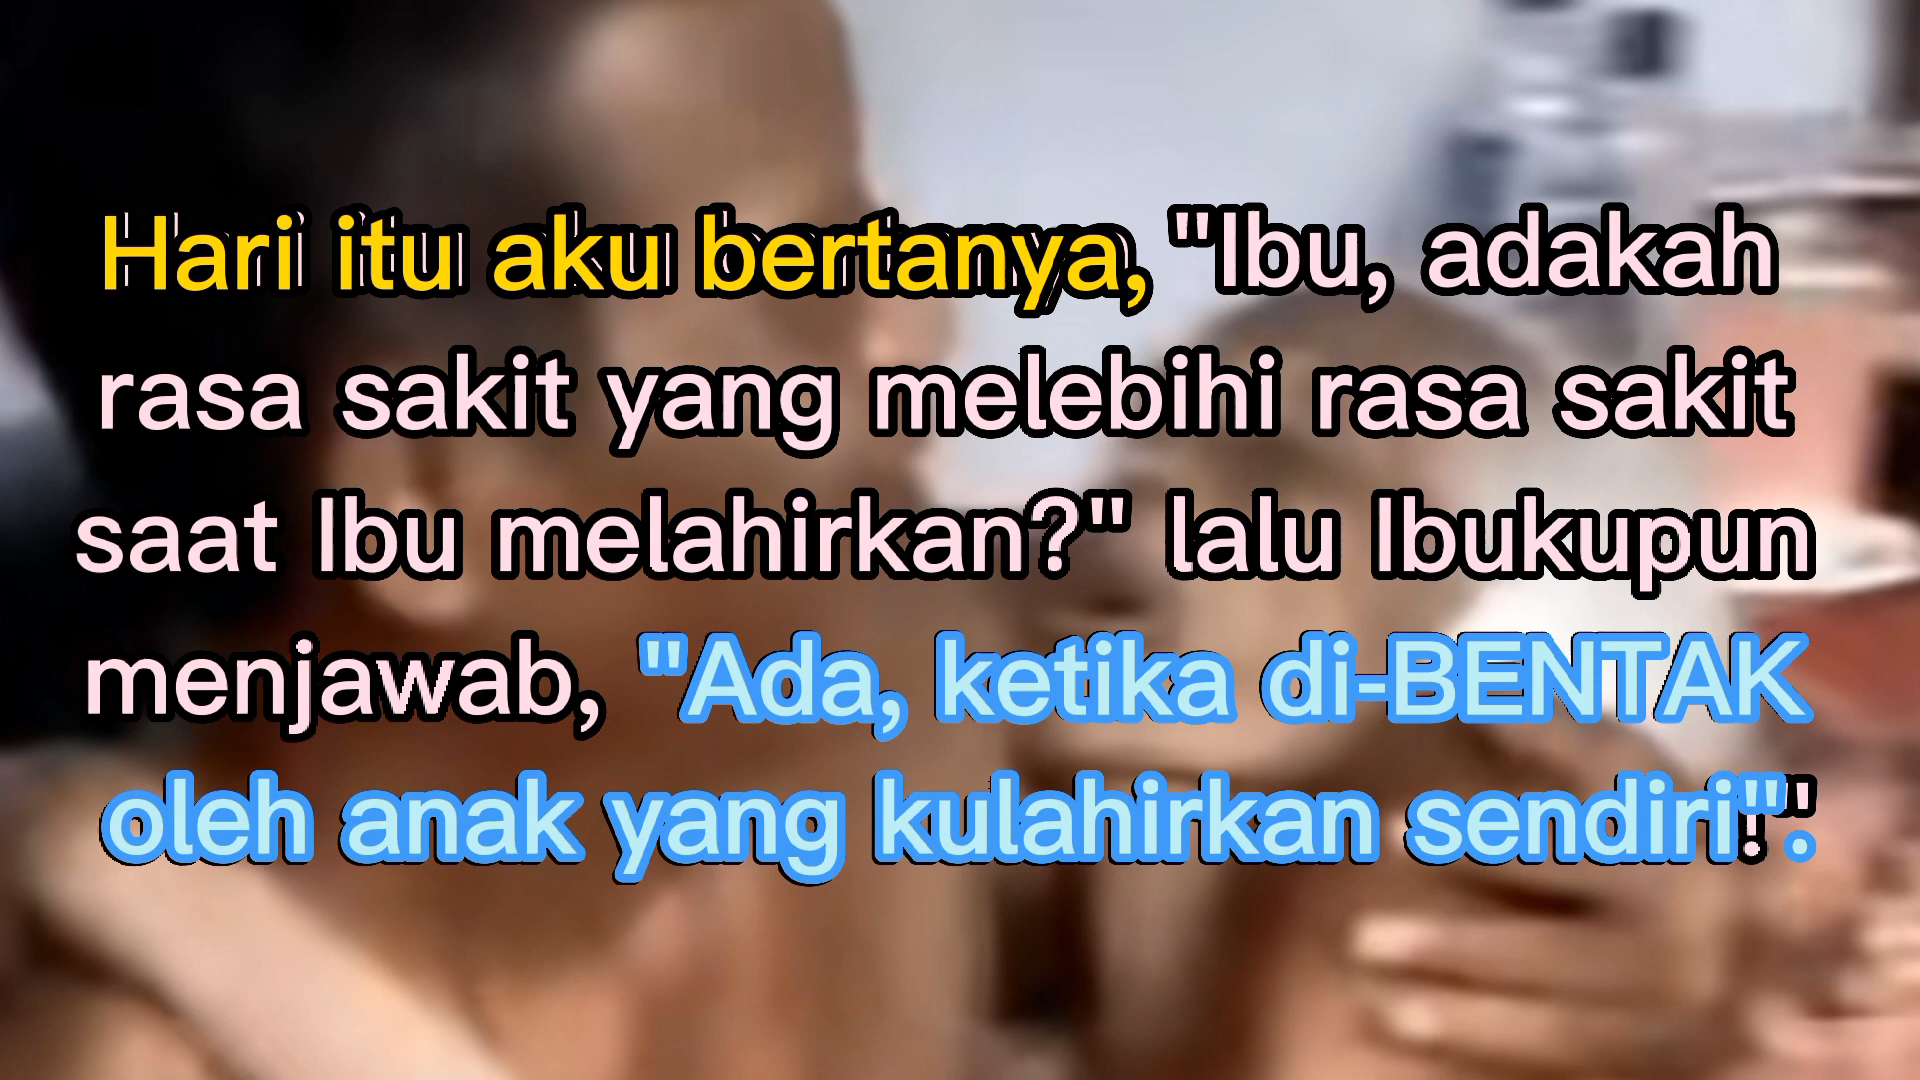 Hari itu aku bertanya, "Ibu, adakah
rasa sakit yang melebihi rasa sakit
saat Ibu melahirkan?" lalu Ibukupun
menjawab, "Ada, ketika di-BENTAK
oleh anak yang kulahirkan sendiri!".